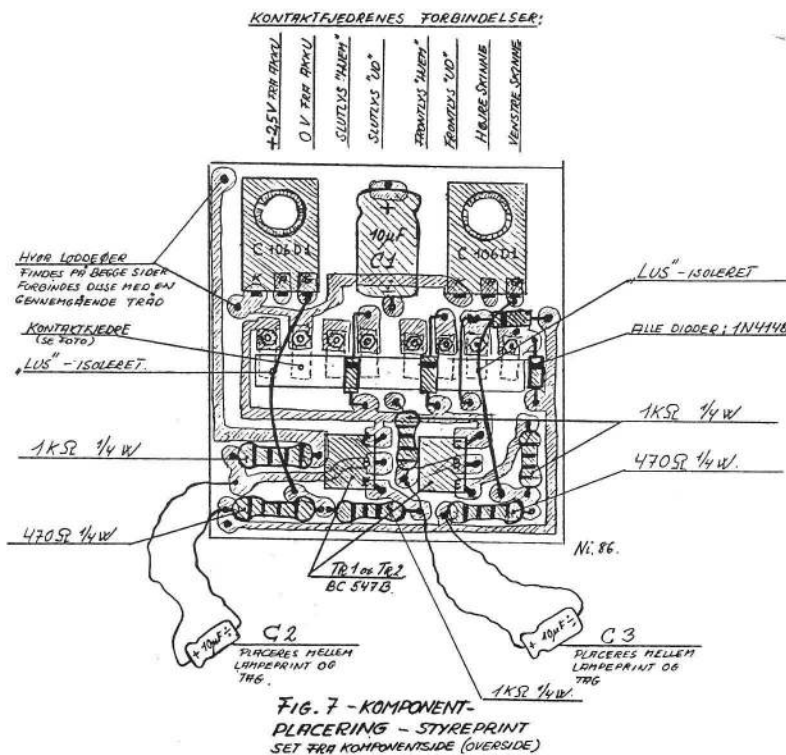 KONTAKTFJEDRENES FORBINDELSER:
+2,5V FRA AKKU
0 V FRA AKKU
SLUTLYS "HJEM"
SLUTLYS "UD"
FRONTLYS "HJEM"
FRONTLYS "UD"
HØJRE SKINNE
VENSTRE SKINNE
C106D1
+
10µF
C1
C106D1
K A G
HVOR LODDEØER
FINDES PÅ BEGGE SIDER
FORBINDES DISSE MED EN
GENNEMGÅENDE TRÅD
"LUS" - ISOLERET
KONTAKTFJEDRE
(SE FOTO)
ALLE DIODER: 1N4148
"LUS" - ISOLERET.
1KΩ 1/4 W
1KΩ 1/4 W
470Ω 1/4 W.
470Ω 1/4 W
TR1 OG TR2
BC 547B.
Ni. 86.
+ 10µF ÷
C2
PLACERES MELLEM
LAMPEPRINT OG
TAG.
+ 10µF ÷
C3
PLACERES MELLEM
LAMPEPRINT OG
TAG
1KΩ 1/4 W.
FIG. 7 - KOMPONENT-
PLACERING - STYREPRINT
SET FRA KOMPONENTSIDE (OVERSIDE)